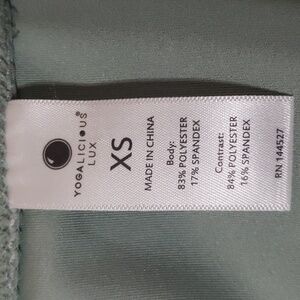 YOGALICIOUS®
LUX
XS
MADE IN CHINA
Body:
83% POLYESTER
17% SPANDEX
Contrast:
84% POLYESTER
16% SPANDEX
RN 144527